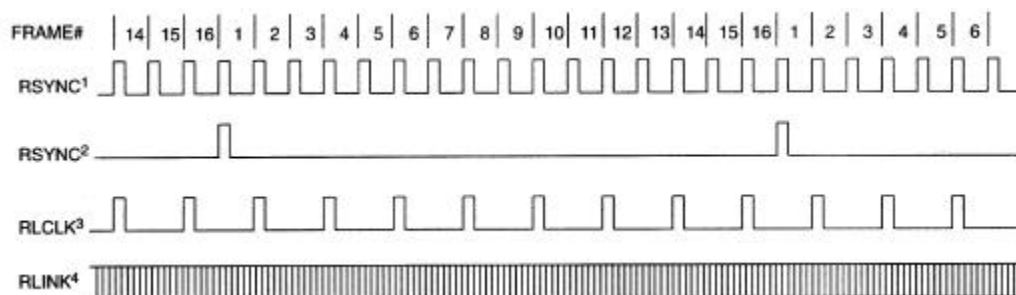 FRAME# 14 15 16 1 2 3 4 5 6 7 8 9 10 11 12 13 14 15 16 1 2 3 4 5 6
RSYNC¹
RSYNC²
RLCLK³
RLINK⁴